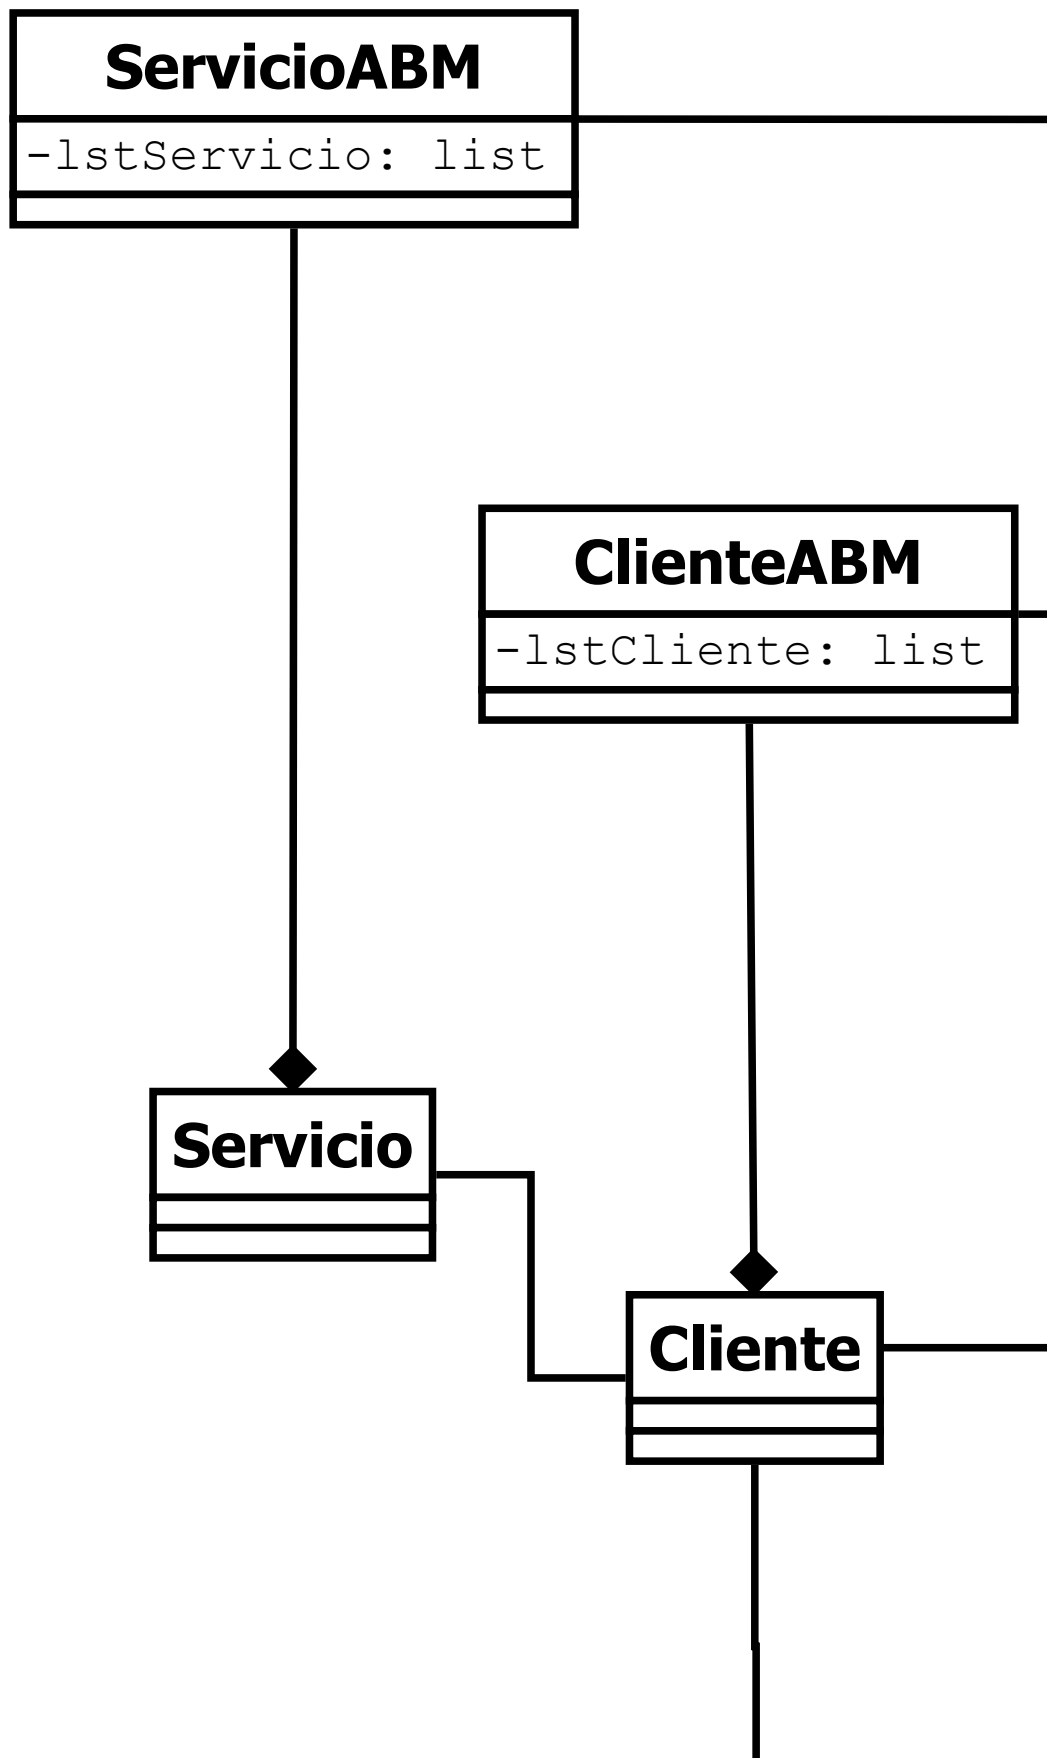 ServicioABM
-lstServicio: list
ClienteABM
-lstCliente: list
Servicio
Cliente